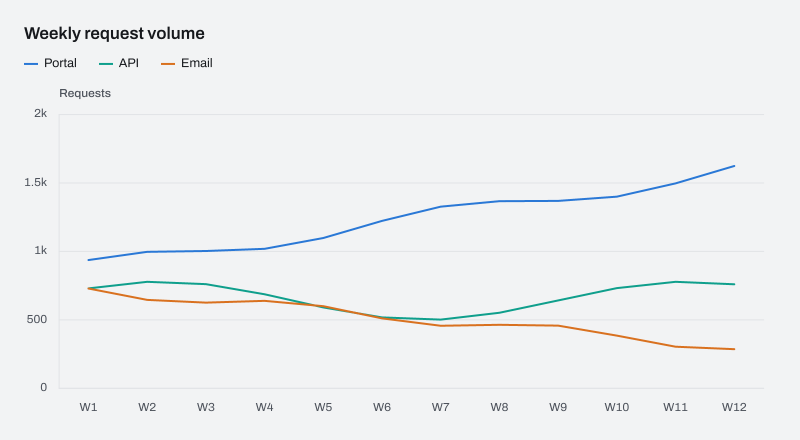 Weekly request volume
Portal API Email
Requests
2k
1.5k
1k
500
0
W1 W2 W3 W4 W5 W6 W7 W8 W9 W10 W11 W12